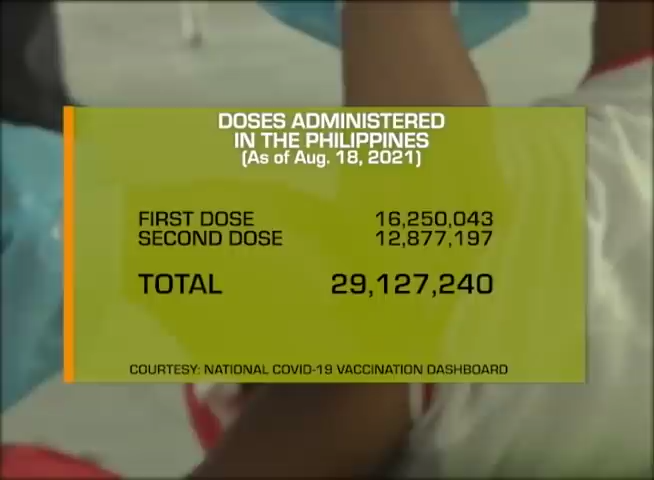 DOSES ADMINISTERED
IN THE PHILIPPINES
(As of Aug. 18, 2021)
FIRST DOSE 16,250,043
SECOND DOSE 12,877,197
TOTAL 29,127,240
COURTESY: NATIONAL COVID-19 VACCINATION DASHBOARD